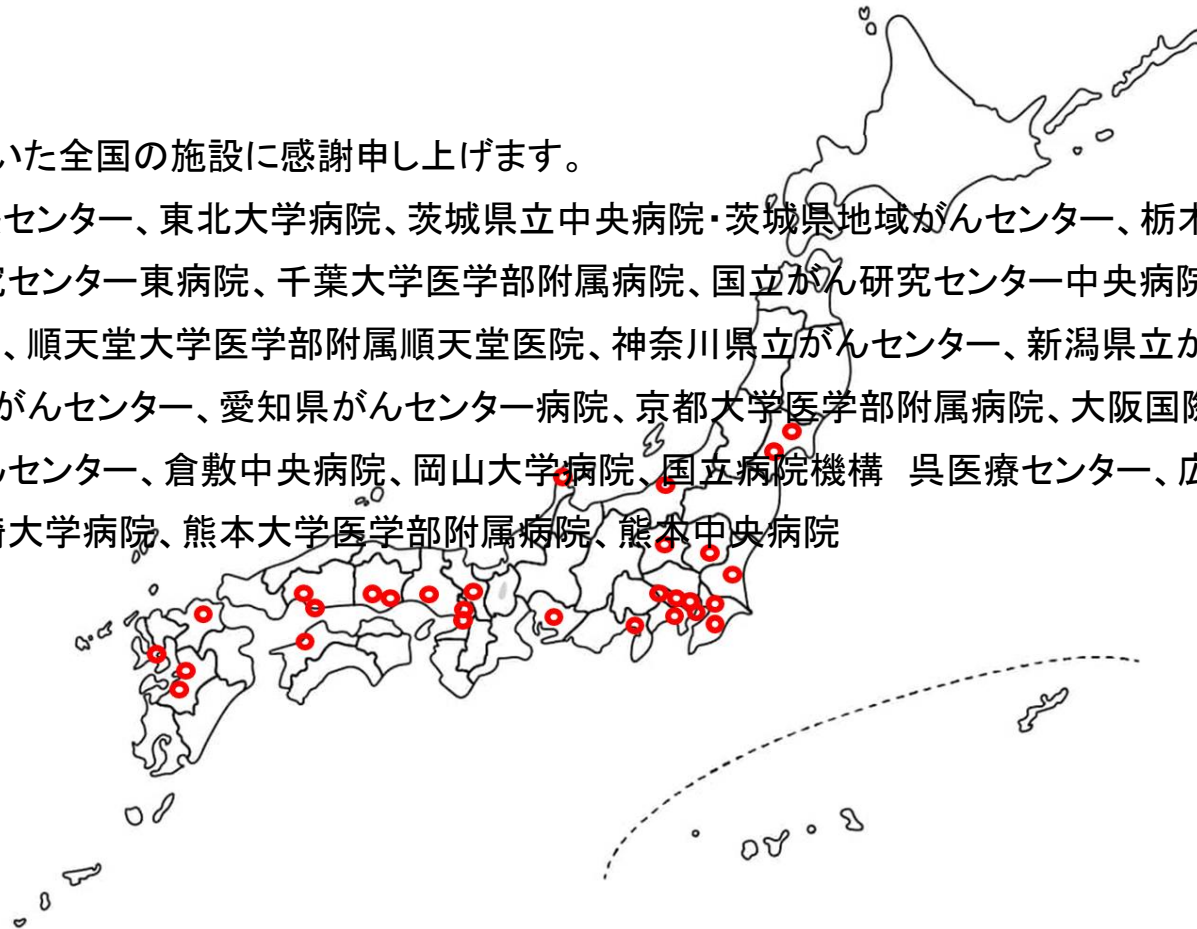 いた全国の施設に感謝申し上げます。
センター、東北大学病院、茨城県立中央病院・茨城県地域がんセンター、栃木
センター東病院、千葉大学医学部附属病院、国立がん研究センター中央病院
、順天堂大学医学部附属順天堂医院、神奈川県立がんセンター、新潟県立か
がんセンター、愛知県がんセンター病院、京都大学医学部附属病院、大阪国際
センター、倉敷中央病院、岡山大学病院、国立病院機構 呉医療センター、広
大学病院、熊本大学医学部附属病院、熊本中央病院